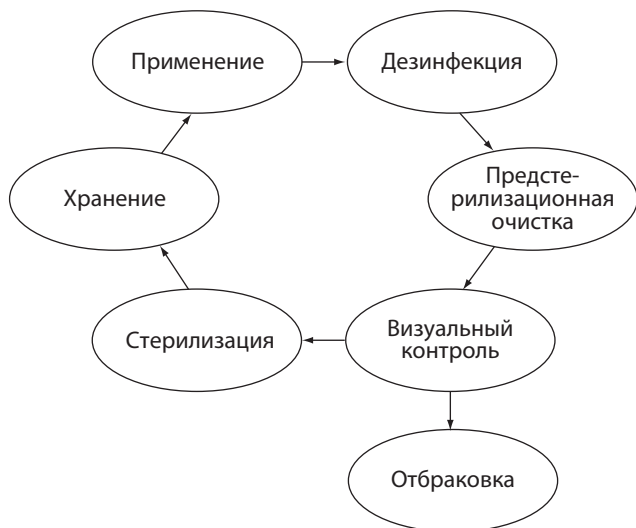 Применение
Дезинфекция
Предсте-
рилизационная
очистка
Хранение
Визуальный
контроль
Стерилизация
Отбраковка